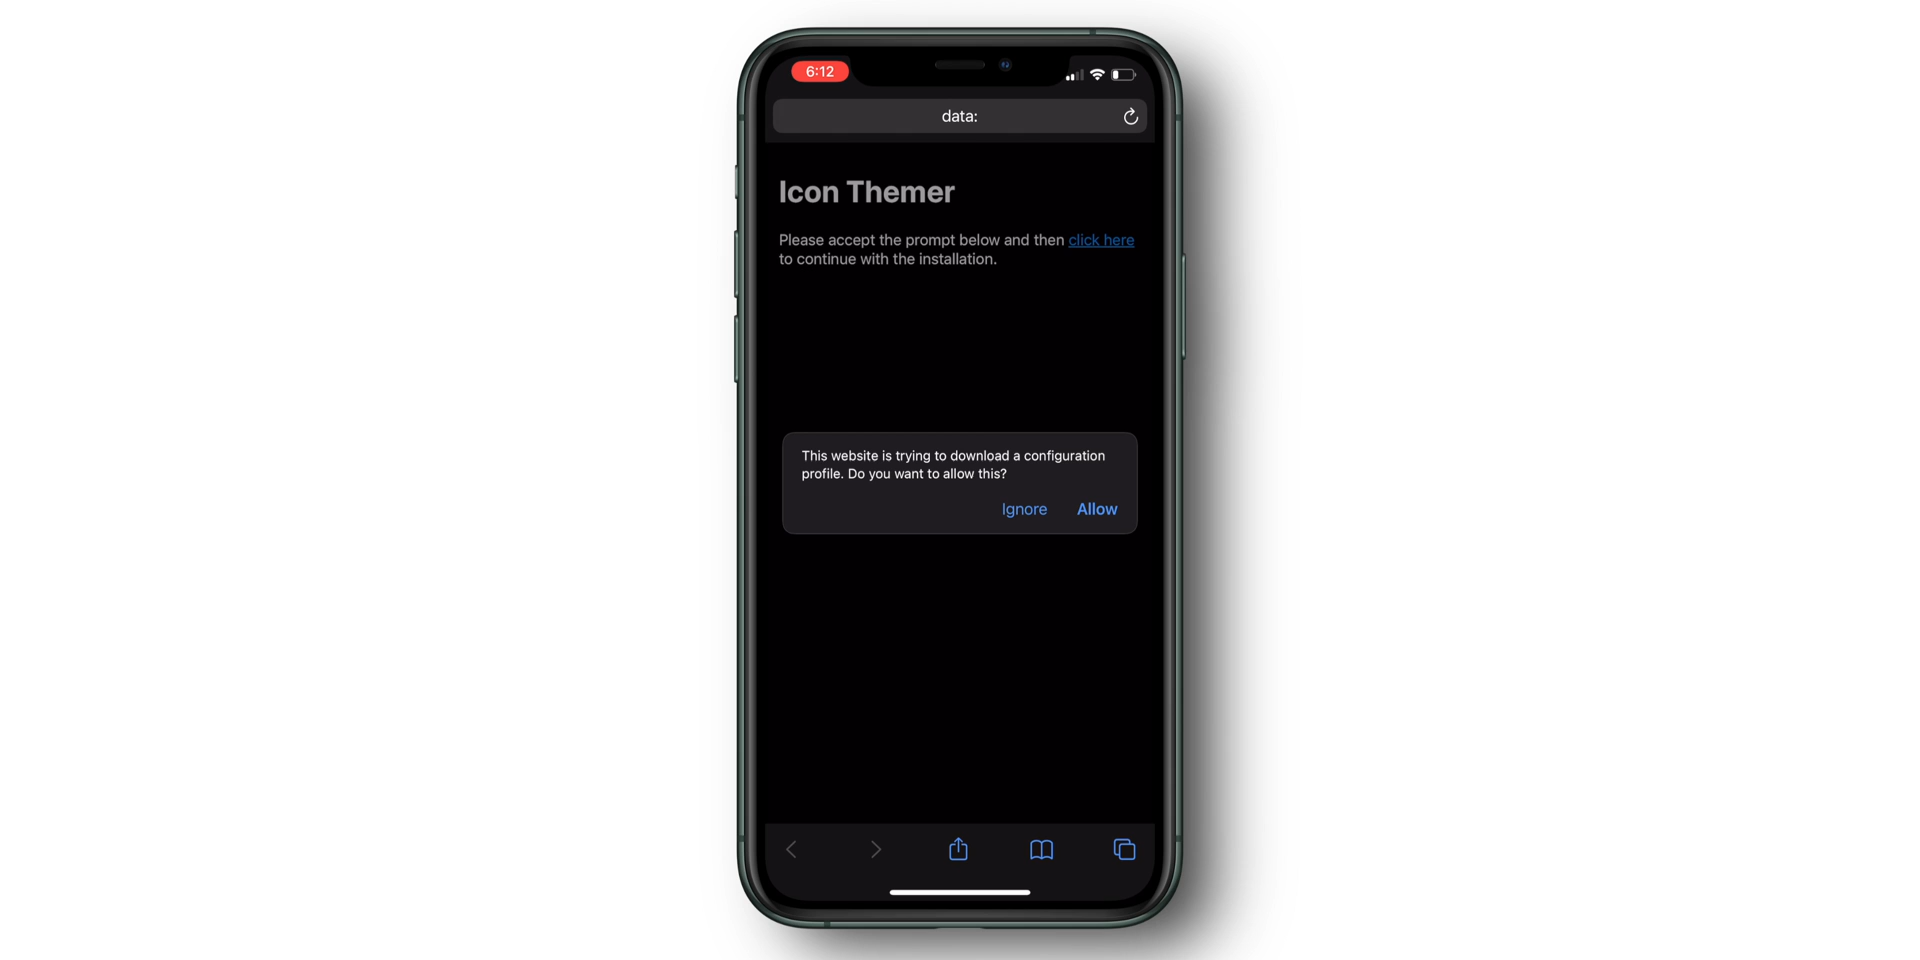 6:12
data:
Icon Themer
Please accept the prompt below and then click here
to continue with the installation.
This website is trying to download a configuration
profile. Do you want to allow this?
Ignore Allow